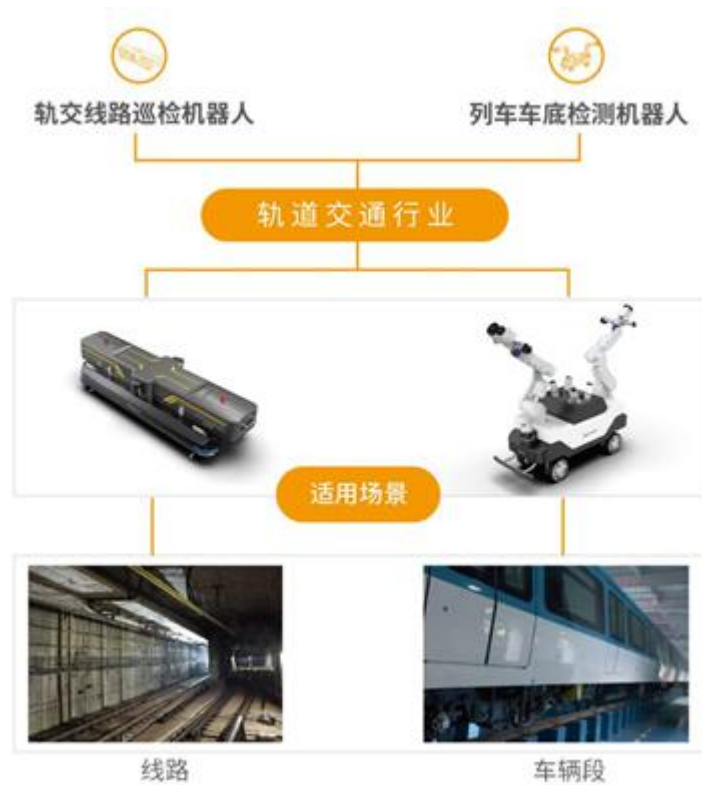 轨交线路巡检机器人
列车车底检测机器人
轨道交通行业
适用场景
线路
车辆段